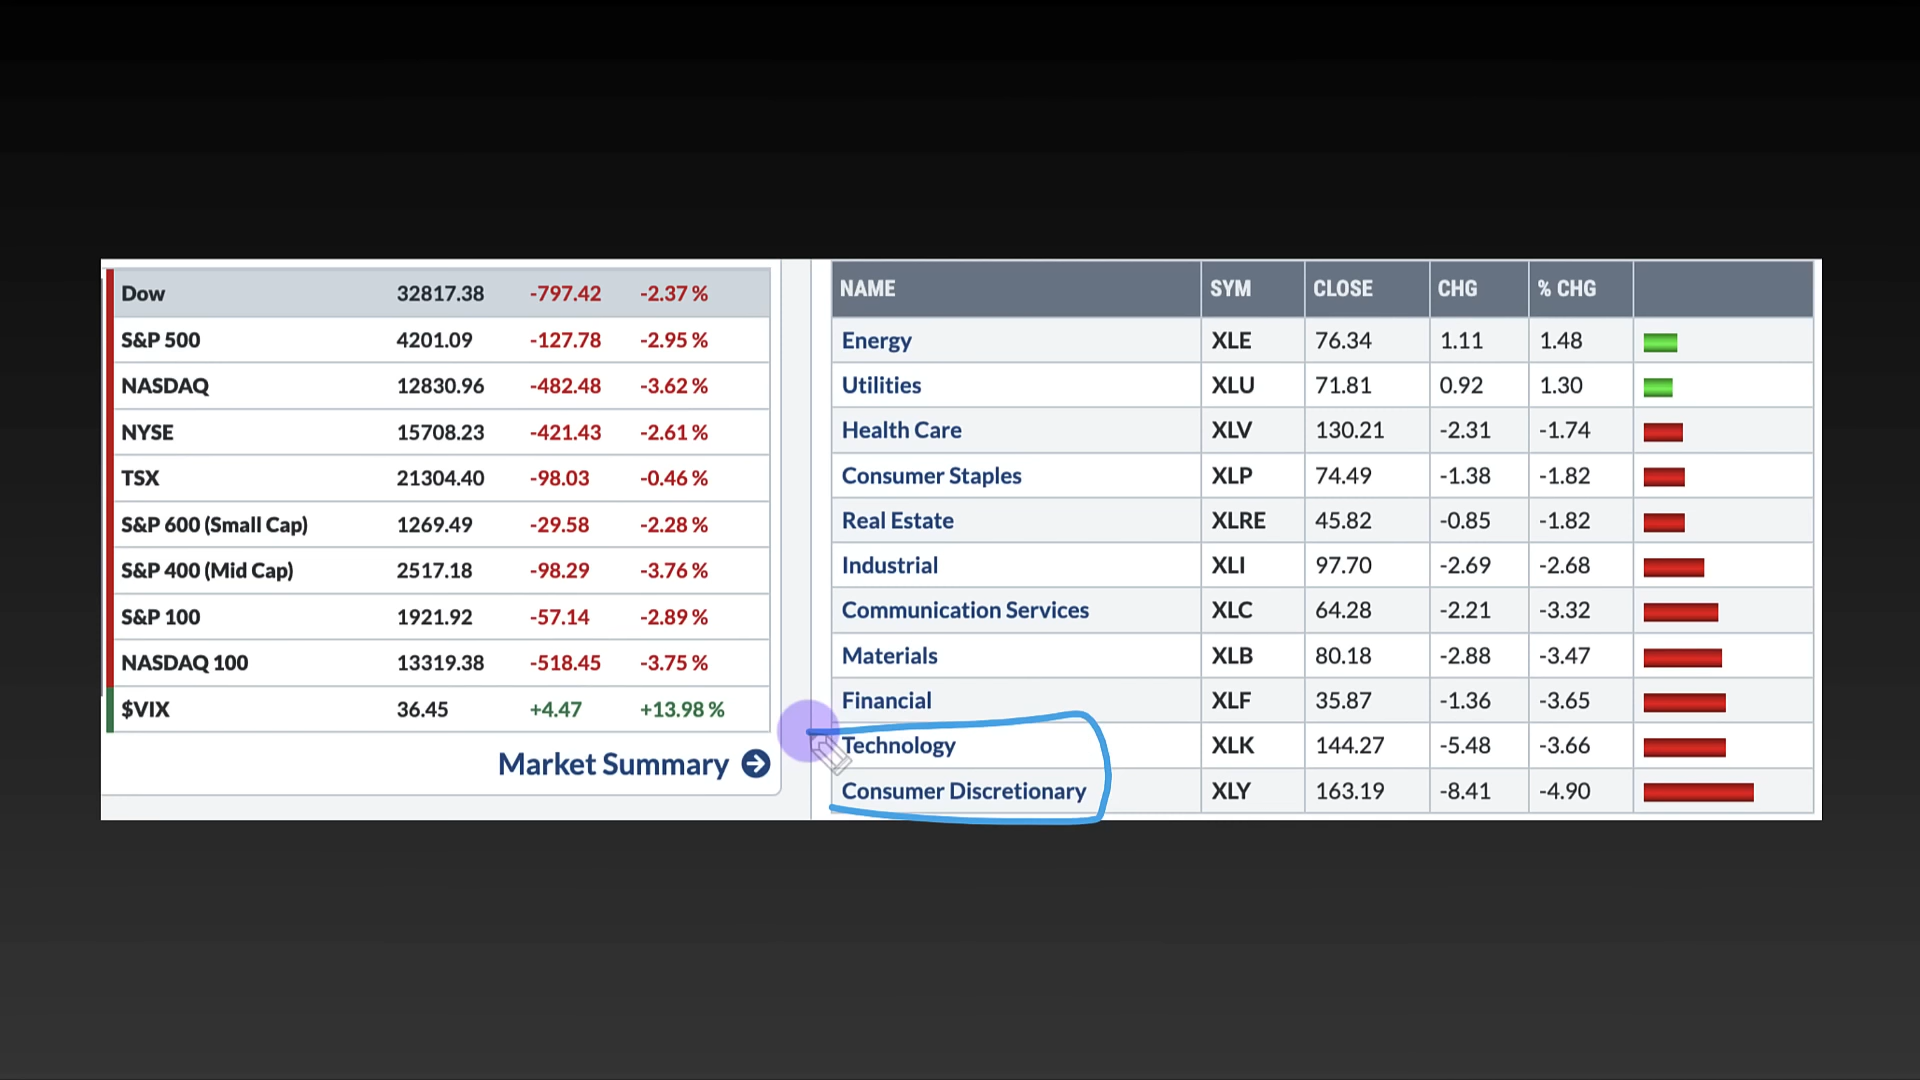 Dow 32817.38 -797.42 -2.37 %
S&P 500 4201.09 -127.78 -2.95 %
NASDAQ 12830.96 -482.48 -3.62 %
NYSE 15708.23 -421.43 -2.61 %
TSX 21304.40 -98.03 -0.46 %
S&P 600 (Small Cap) 1269.49 -29.58 -2.28 %
S&P 400 (Mid Cap) 2517.18 -98.29 -3.76 %
S&P 100 1921.92 -57.14 -2.89 %
NASDAQ 100 13319.38 -518.45 -3.75 %
$VIX 36.45 +4.47 +13.98 %
Market Summary
NAME SYM CLOSE CHG % CHG
Energy XLE 76.34 1.11 1.48
Utilities XLU 71.81 0.92 1.30
Health Care XLV 130.21 -2.31 -1.74
Consumer Staples XLP 74.49 -1.38 -1.82
Real Estate XLRE 45.82 -0.85 -1.82
Industrial XLI 97.70 -2.69 -2.68
Communication Services XLC 64.28 -2.21 -3.32
Materials XLB 80.18 -2.88 -3.47
Financial XLF 35.87 -1.36 -3.65
Technology XLK 144.27 -5.48 -3.66
Consumer Discretionary XLY 163.19 -8.41 -4.90